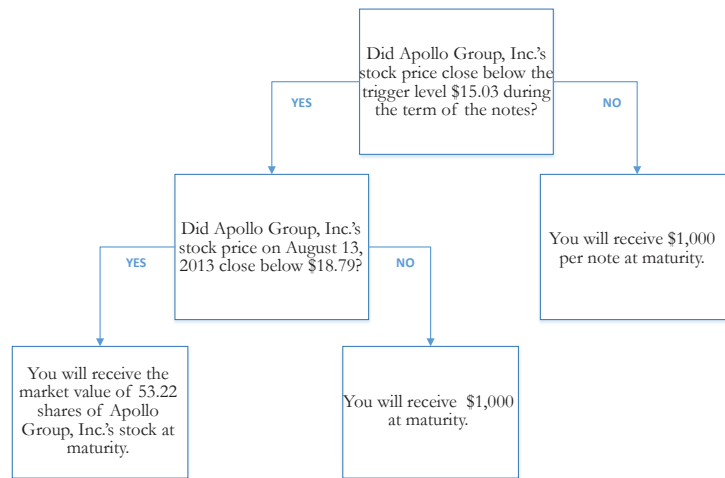 Did Apollo Group, Inc.'s
stock price close below the
trigger level $15.03 during
the term of the notes?
YES
NO
Did Apollo Group, Inc.'s
stock price on August 13,
2013 close below $18.79?
You will receive $1,000
per note at maturity.
YES
NO
You will receive the
market value of 53.22
shares of Apollo
Group, Inc.'s stock at
maturity.
You will receive $1,000
at maturity.